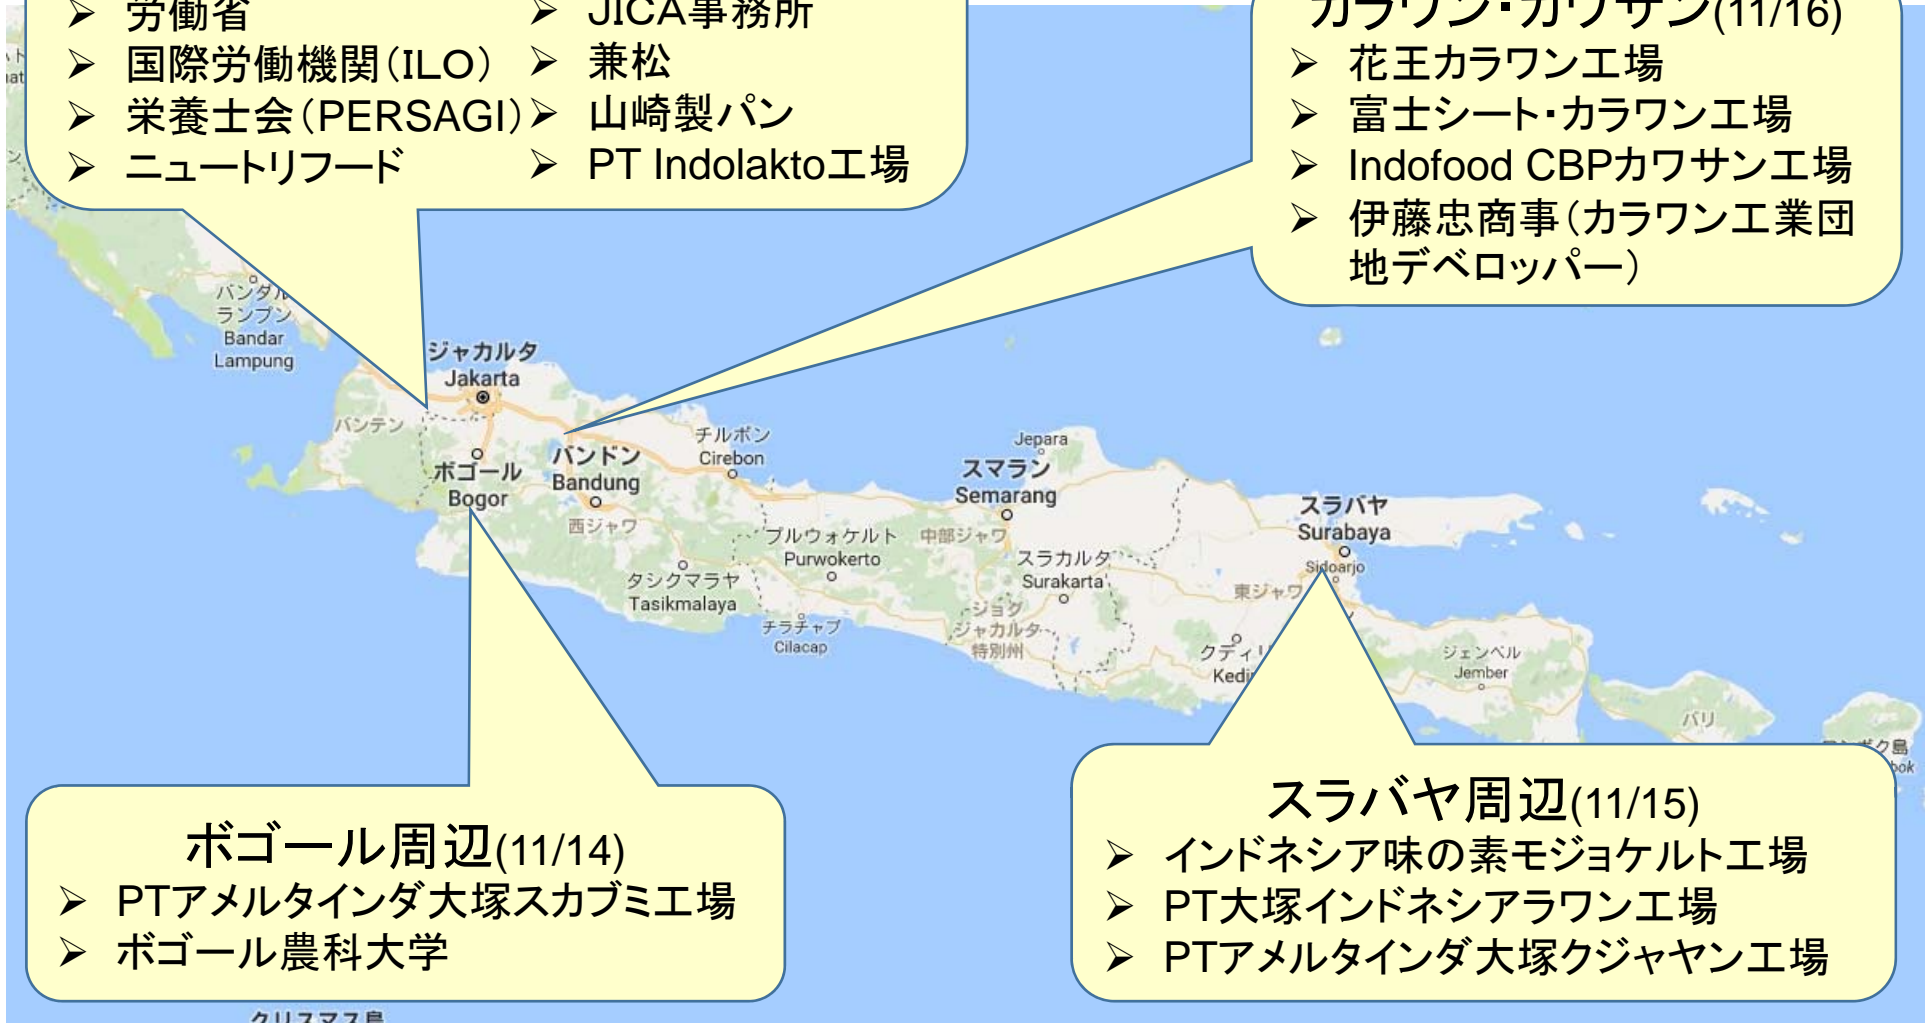 労働省
国際労働機関(ILO)
栄養士会(PERSAGI)
ニュートリフード
JICA事務所
兼松
山崎製パン
PT Indolakto工場
カラワン・カワサン(11/16)
花王カラワン工場
富士シート・カラワン工場
Indofood CBPカワサン工場
伊藤忠商事(カラワン工業団
地デベロッパー)
バンダル
ランプン
Bandar
Lampung
ジャカルタ
Jakarta
バンテン
ボゴール
Bogor
バンドン
Bandung
西ジャワ
チルボン
Cirebon
タシクマラヤ
Tasikmalaya
プルウォケルト
Purwokerto
チラチャプ
Cilacap
中部ジャワ
Jepara
スマラン
Semarang
スラカルタ
Surakarta
ジョグ
ジャカルタ
特別州
スラバヤ
Surabaya
Sidoarjo
東ジャワ
クディリ
Kedi
ジェンベル
Jember
バリ
ボゴール周辺(11/14)
PTアメルタインダ大塚スカブミ工場
ボゴール農科大学
スラバヤ周辺(11/15)
インドネシア味の素モジョケルト工場
PT大塚インドネシアラワン工場
PTアメルタインダ大塚クジャヤン工場
クリスマス島